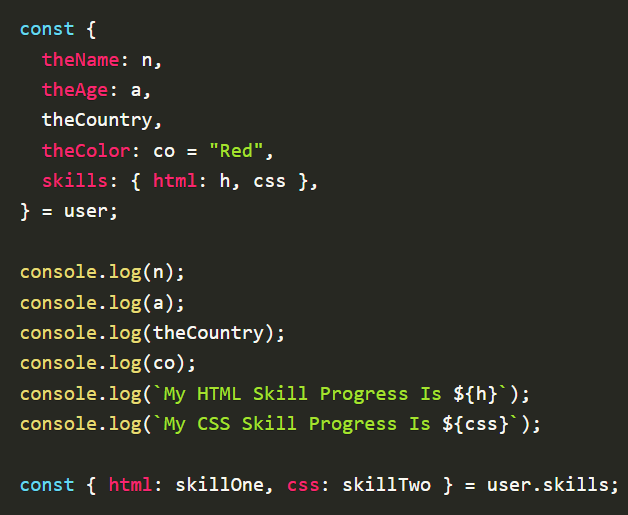 const {
  theName: n,
  theAge: a,
  theCountry,
  theColor: co = "Red",
  skills: { html: h, css },
} = user;

console.log(n);
console.log(a);
console.log(theCountry);
console.log(co);
console.log(`My HTML Skill Progress Is ${h}`);
console.log(`My CSS Skill Progress Is ${css}`);

const { html: skillOne, css: skillTwo } = user.skills;